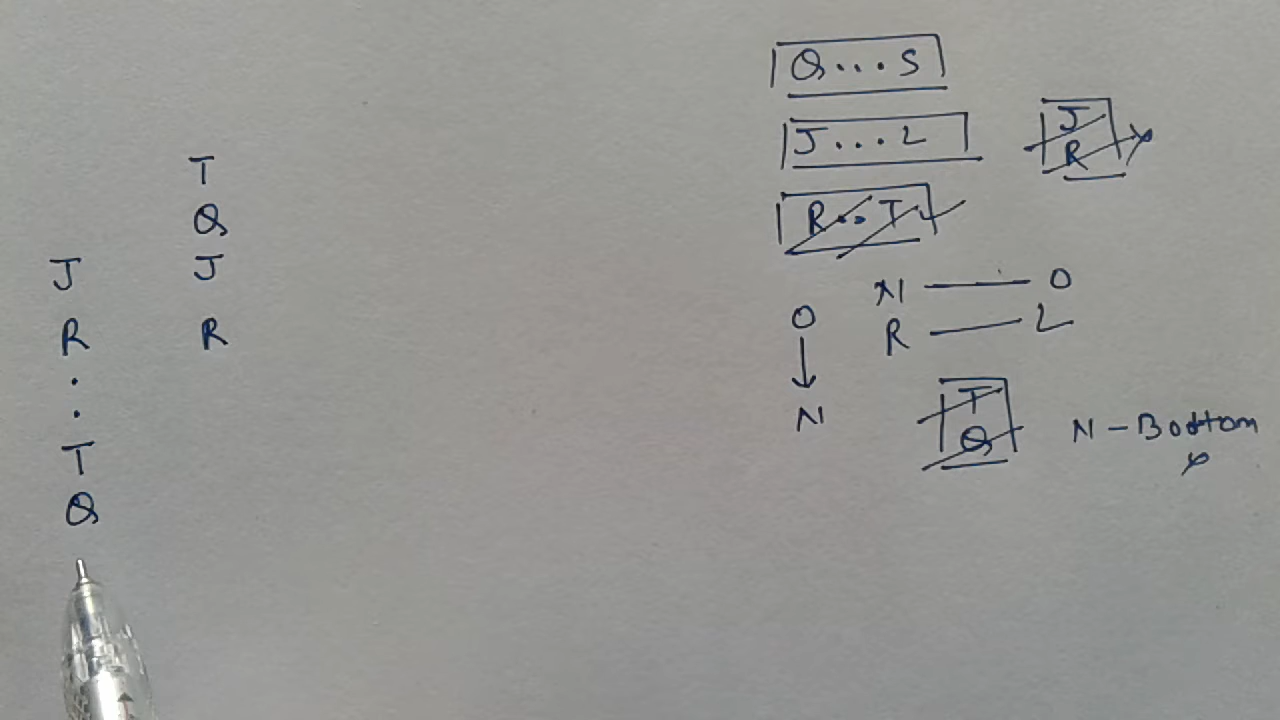 J
R
.
.
T
Q
T
Q
J
R
Q...S
J...L
J
R
R..T
N — O
R — L
O
↓
N
T
Q
N - Bottom